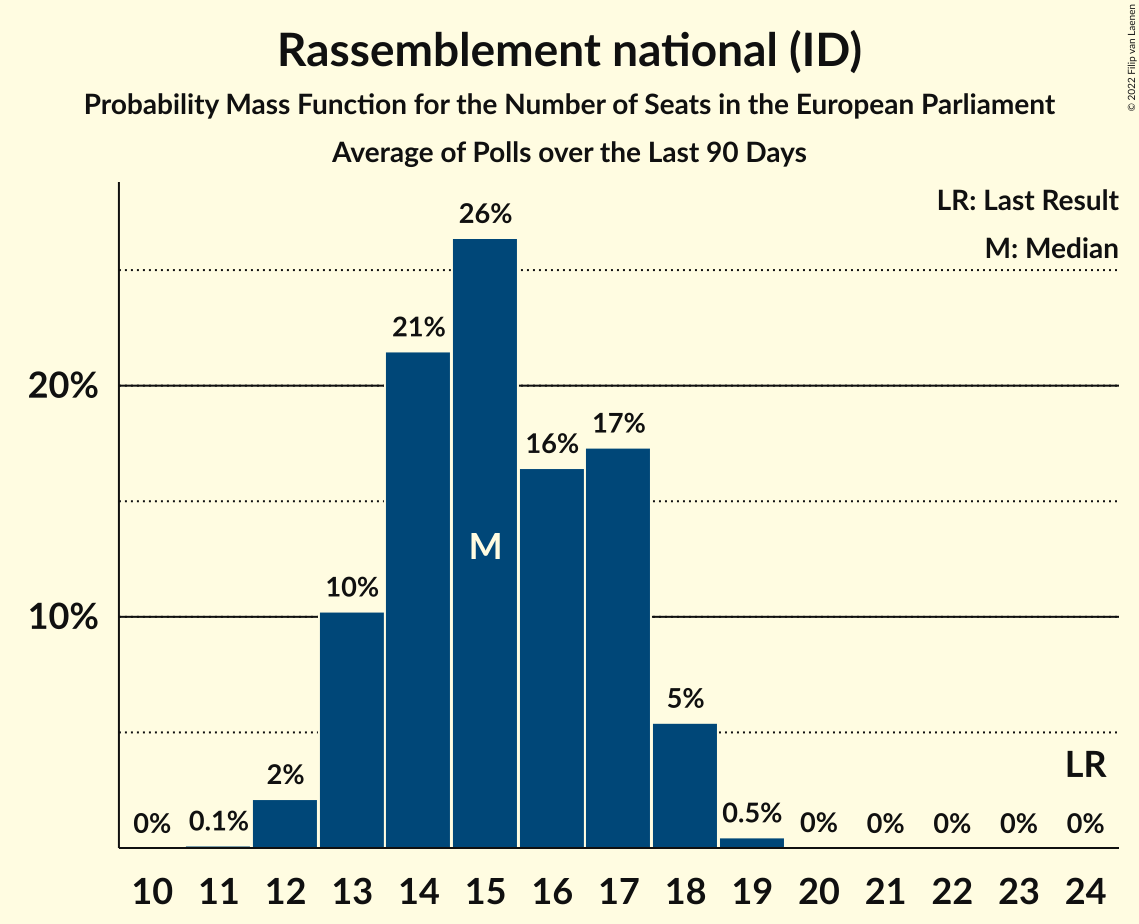 Rassemblement national (ID)
Probability Mass Function for the Number of Seats in the European Parliament
Average of Polls over the Last 90 Days
© 2022 Filip van Laenen
LR: Last Result
M: Median
26%
21%
20%
17%
16%
M
10%
10%
5%
LR
2%
0%
0.1%
0.5%
0%
0%
0%
0%
0%
10 11 12 13 14 15 16 17 18 19 20 21 22 23 24